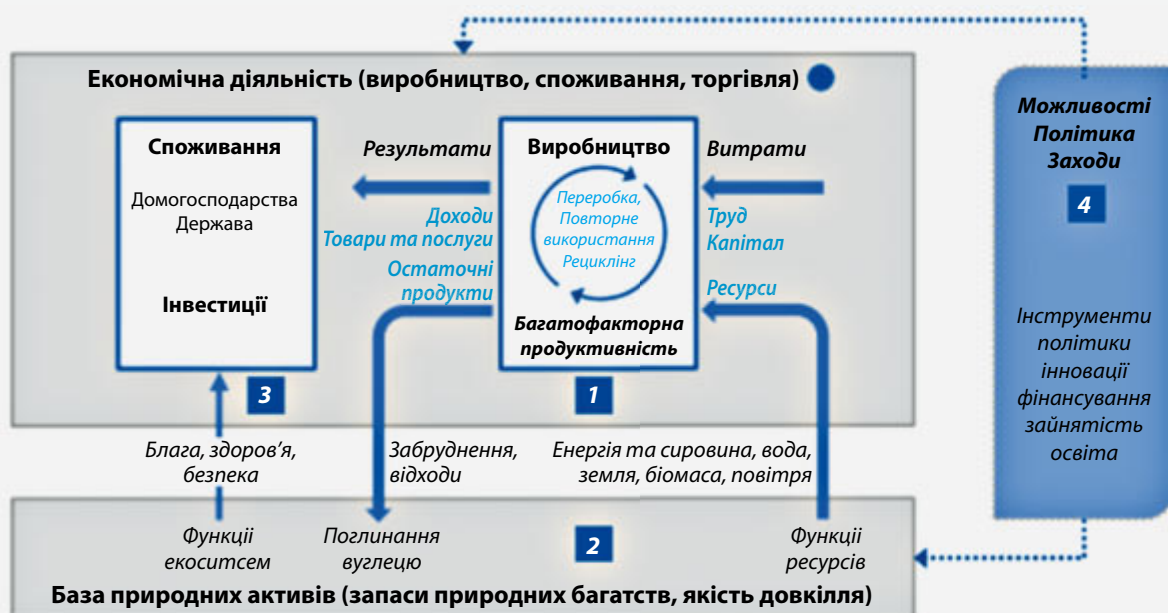 Економічна діяльність (виробництво, споживання, торгівля)
Споживання
Домогосподарства
Держава
Інвестиції
3
Результати
Доходи
Товари та послуги
Остаточні
продукти
Виробництво
Переробка,
Повторне
використання
Рециклінг
Багатофакторна
продуктивність
1
Витрати
Труд
Капітал
Ресурси
Можливості
Політика
Заходи
4
Інструменти
політики
інновації
фінансування
зайнятість
освіта
Блага, здоров'я,
безпека
Забруднення,
відходи
Енергія та сировина, вода,
земля, біомаса, повітря
Функції
екоситсем
Поглинання
вуглецю
2
Функції
ресурсів
База природних активів (запаси природних багатств, якість довкілля)